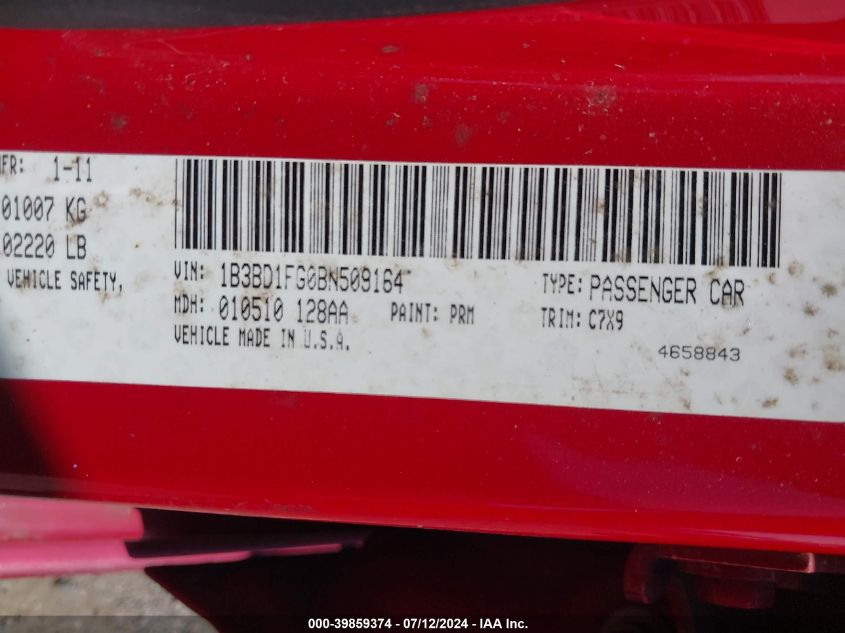 MFR: 1-11
01007 KG
02220 LB
VEHICLE SAFETY,
VIN: 1B3BD1FG0BN509164
TYPE: PASSENGER CAR
MDH: 010510 128AA
PAINT: PRM
TRIM: C7X9
VEHICLE MADE IN U.S.A.
4658843
000-39859374 - 07/12/2024 - IAA Inc.